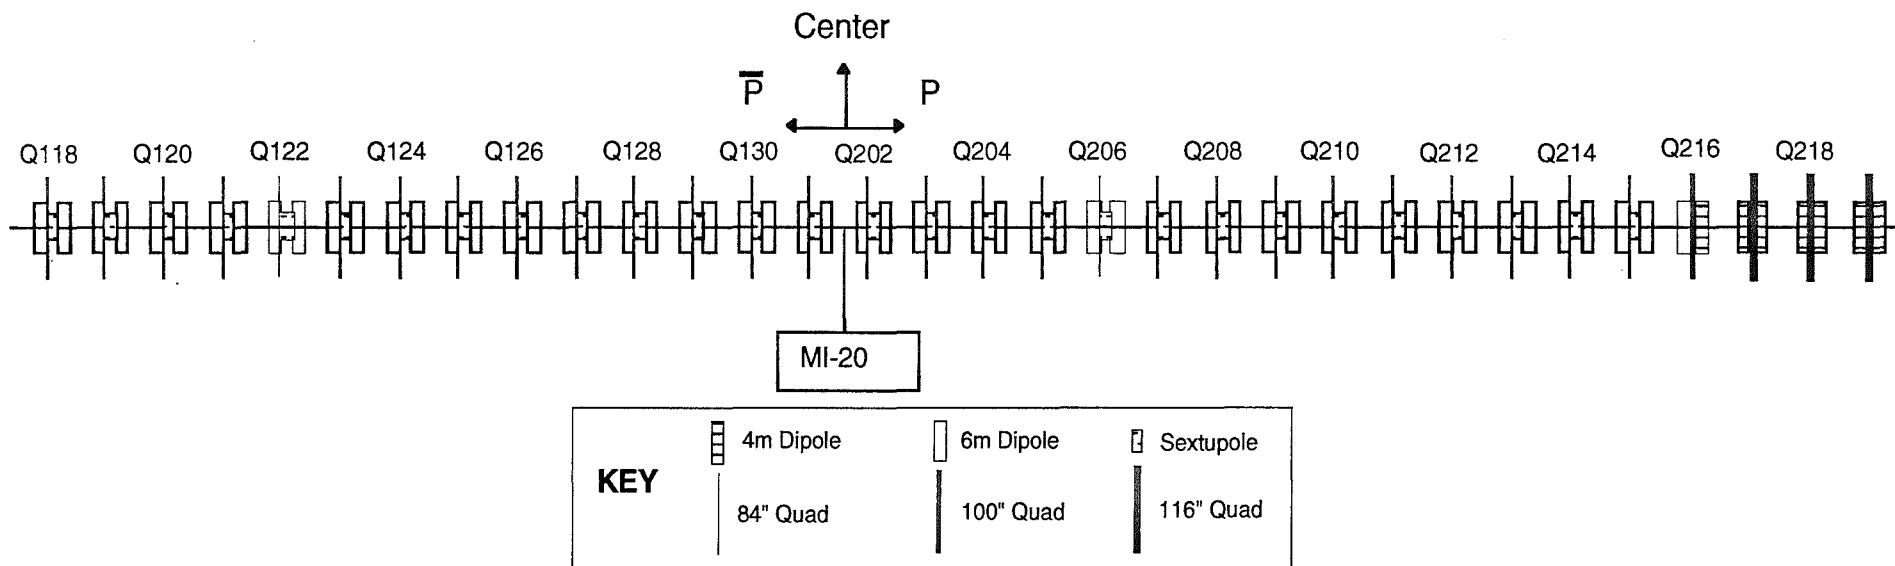 Center
P̅ P
Q118 Q120 Q122 Q124 Q126 Q128 Q130 Q202 Q204 Q206 Q208 Q210 Q212 Q214 Q216 Q218
MI-20
KEY
4m Dipole 6m Dipole Sextupole
84" Quad 100" Quad 116" Quad